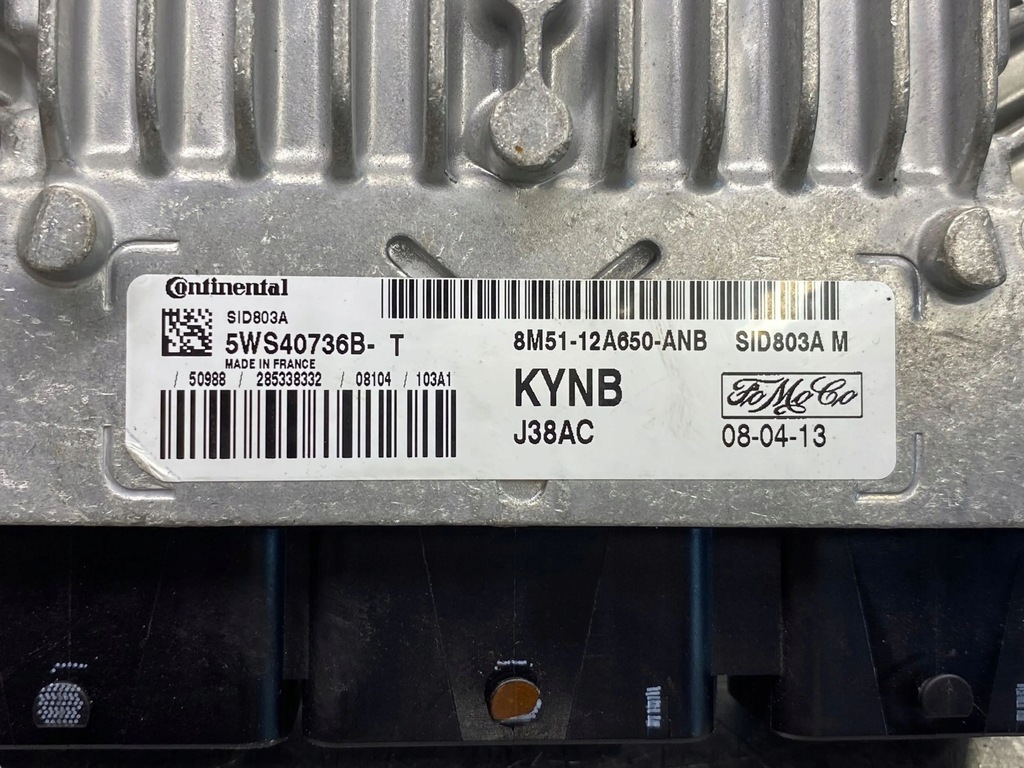 Continental
SID803A
5WS40736B- T
MADE IN FRANCE
/ 50988 / 285338332 / 08104 / 103A1
8M51-12A650-ANB SID803A M
KYNB
FoMoCo
J38AC 08-04-13